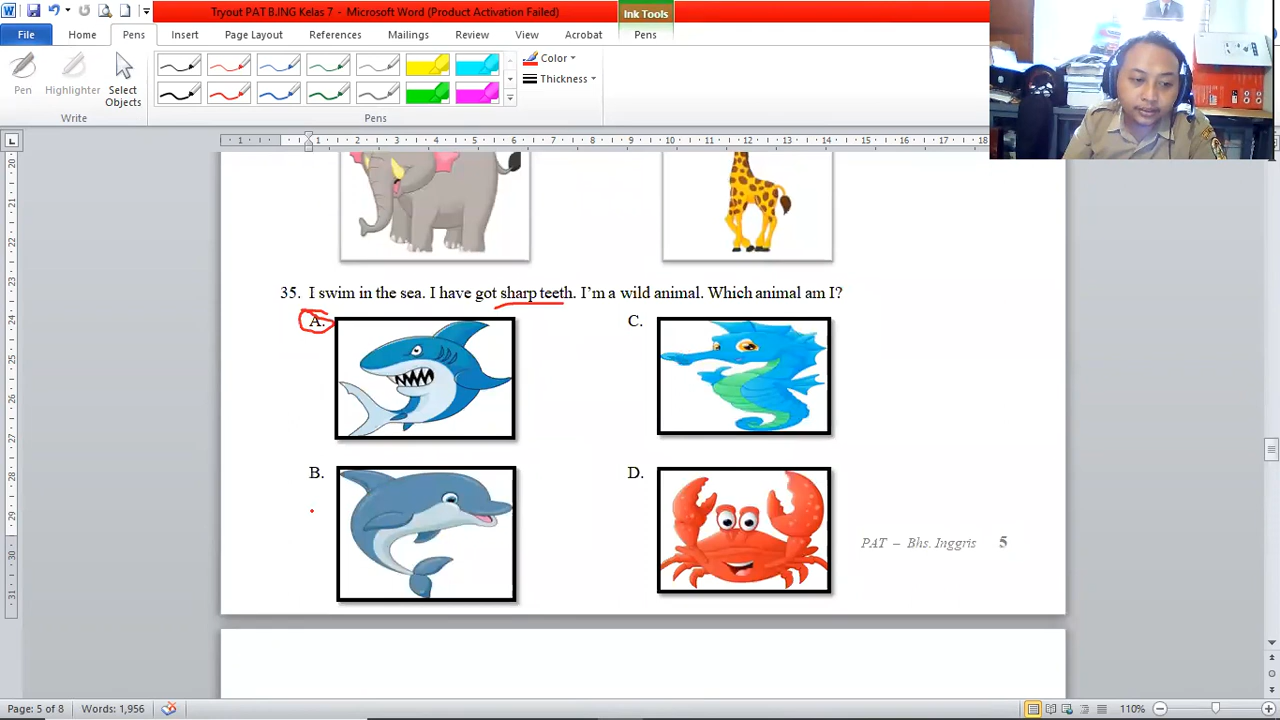 Tryout PAT B.ING Kelas 7 - Microsoft Word (Product Activation Failed)
Ink Tools
File
Home
Pens
Insert
Page Layout
References
Mailings
Review
View
Acrobat
Pens
Pen
Highlighter
Select Objects
Color
Thickness
Write
Pens
35. I swim in the sea. I have got sharp teeth. I'm a wild animal. Which animal am I?
A.
C.
B.
D.
PAT – Bhs. Inggris 5
Page: 5 of 8
Words: 1,956
110%